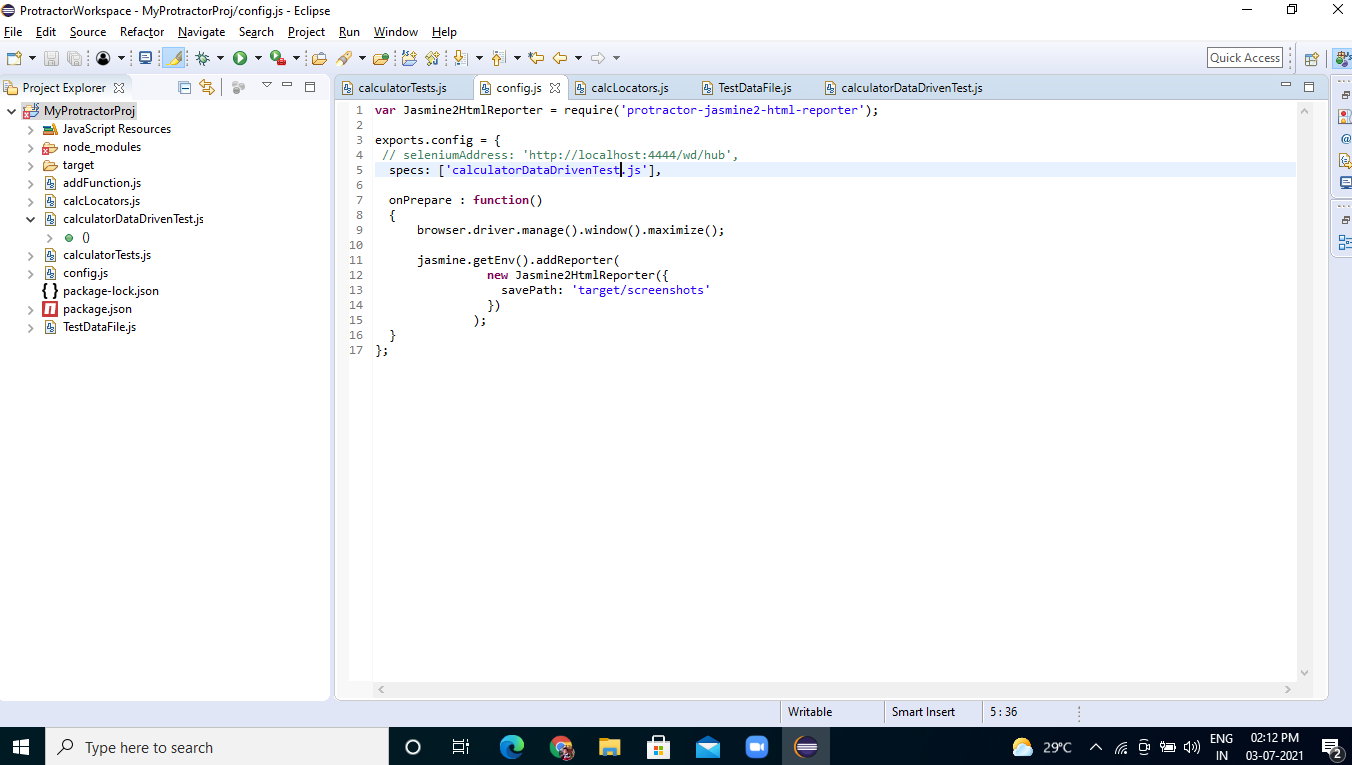 ProtractorWorkspace - MyProtractorProj/config.js - Eclipse
File Edit Source Refactor Navigate Search Project Run Window Help
Quick Access
Project Explorer
calculatorTests.js config.js calcLocators.js TestDataFile.js calculatorDataDrivenTest.js
MyProtractorProj
JavaScript Resources
node_modules
target
addFunction.js
calcLocators.js
calculatorDataDrivenTest.js
()
calculatorTests.js
config.js
package-lock.json
package.json
TestDataFile.js
1 var Jasmine2HtmlReporter = require('protractor-jasmine2-html-reporter');
2
3 exports.config = {
4 // seleniumAddress: 'http://localhost:4444/wd/hub',
5 specs: ['calculatorDataDrivenTest.js'],
6
7 onPrepare : function()
8 {
9 browser.driver.manage().window().maximize();
10
11 jasmine.getEnv().addReporter(
12 new Jasmine2HtmlReporter({
13 savePath: 'target/screenshots'
14 })
15 );
16 }
17 };
Writable Smart Insert 5 : 36
Type here to search
29°C
ENG
IN
02:12 PM
03-07-2021
2